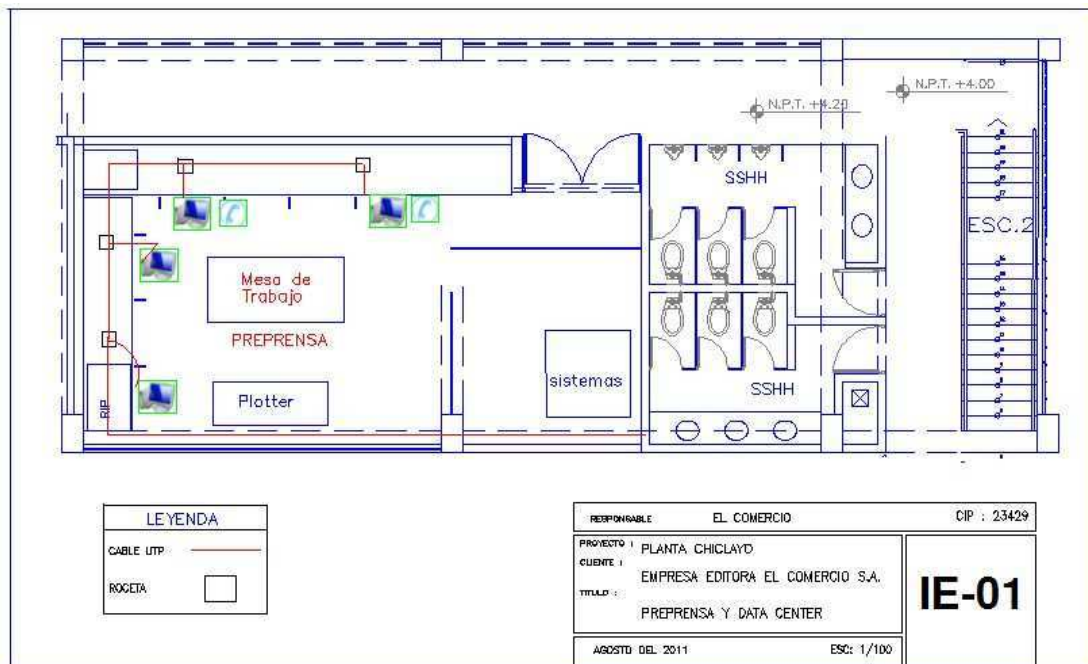 N.P.T. +4.00
N.P.T. +4.20
SSHH
ESC.2
Mesa de
Trabajo
PREPRENSA
sistemas
Plotter
RIP
SSHH
LEYENDA
CABLE UTP
ROCETA
RESPONSABLE EL COMERCIO CIP : 23429
PROYECTO : PLANTA CHICLAYO
CLIENTE :
EMPRESA EDITORA EL COMERCIO S.A.
TITULO :
PREPRENSA Y DATA CENTER
IE-01
AGOSTO DEL 2011 ESC: 1/100